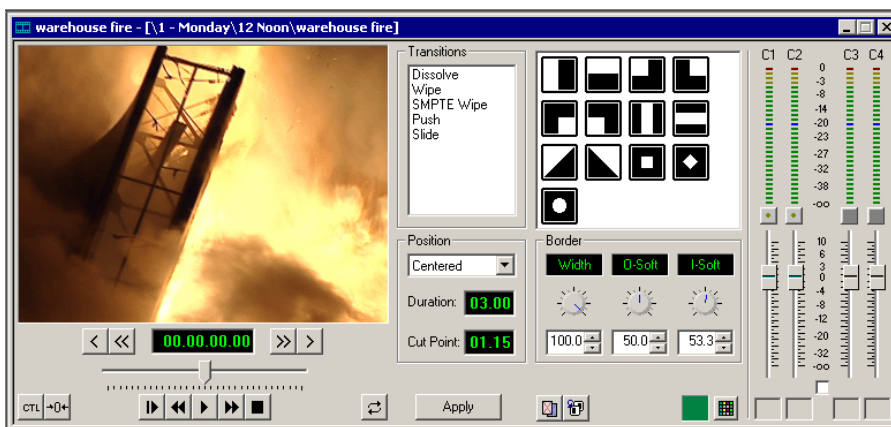 warehouse fire - [\1 - Monday\12 Noon\warehouse fire]
Transitions
Dissolve
Wipe
SMPTE Wipe
Push
Slide
Position
Centered
Duration: 03.00
Cut Point: 01.15
Border
Width O-Soft I-Soft
100.0 50.0 53.3
C1 C2 C3 C4
0
-3
-8
-14
-20
-23
-27
-32
-38
-oo
10
6
3
0
-4
-8
-12
-20
-32
-oo
< << 00.00.00.00 >> >
CTL →0←
Apply